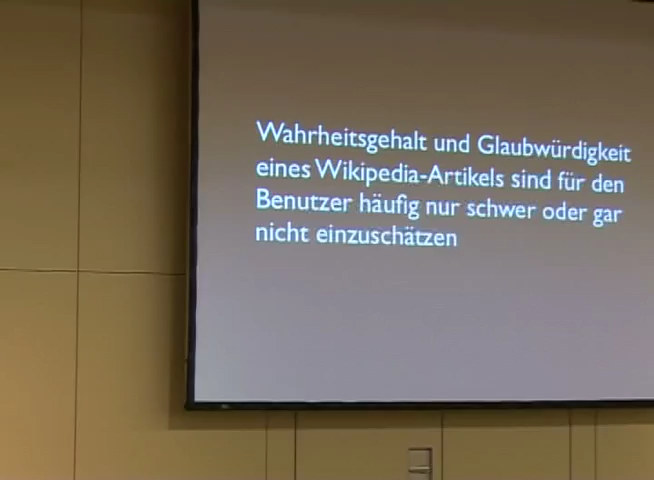 Wahrheitsgehalt und Glaubwürdigkeit
eines Wikipedia-Artikels sind für den
Benutzer häufig nur schwer oder gar
nicht einzuschätzen